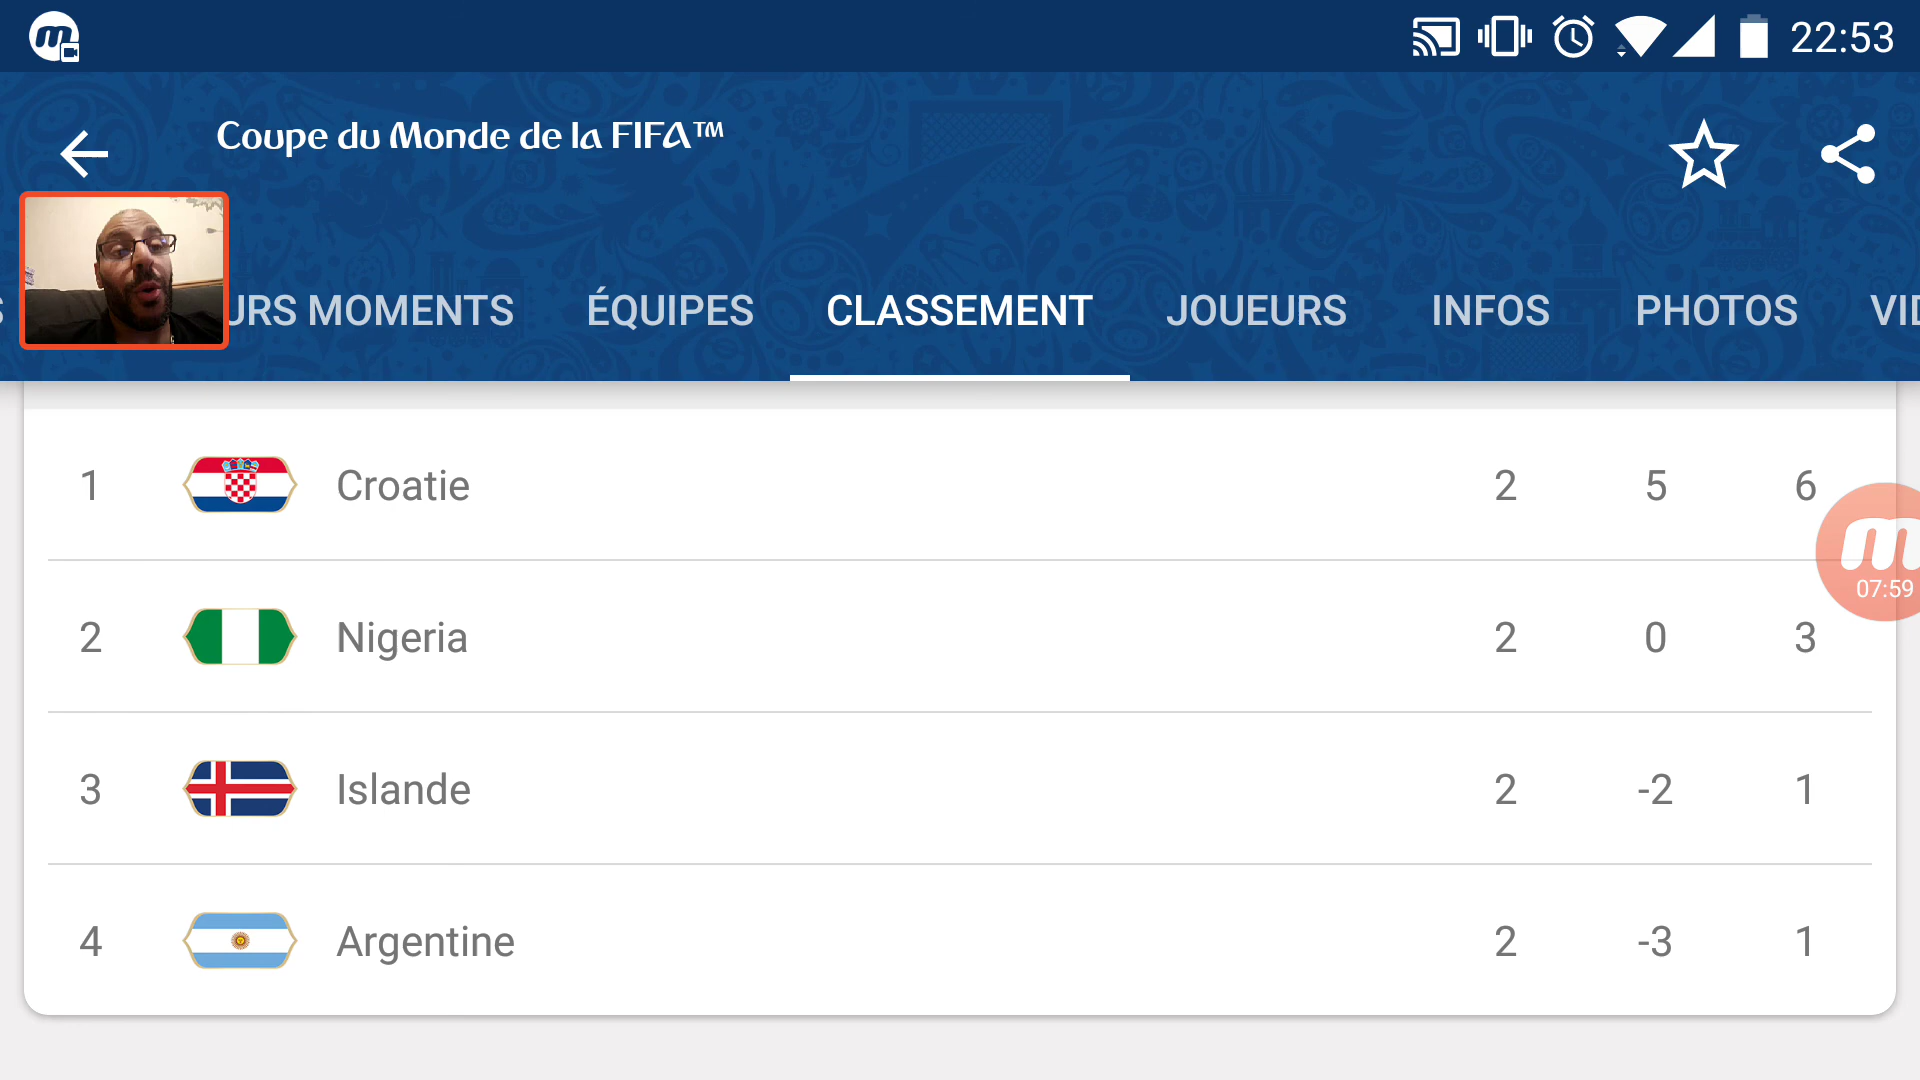 22:53
Coupe du Monde de la FIFA™
URS MOMENTS ÉQUIPES CLASSEMENT JOUEURS INFOS PHOTOS VID
1 Croatie 2 5 6
m
07:59
2 Nigeria 2 0 3
3 Islande 2 -2 1
4 Argentine 2 -3 1